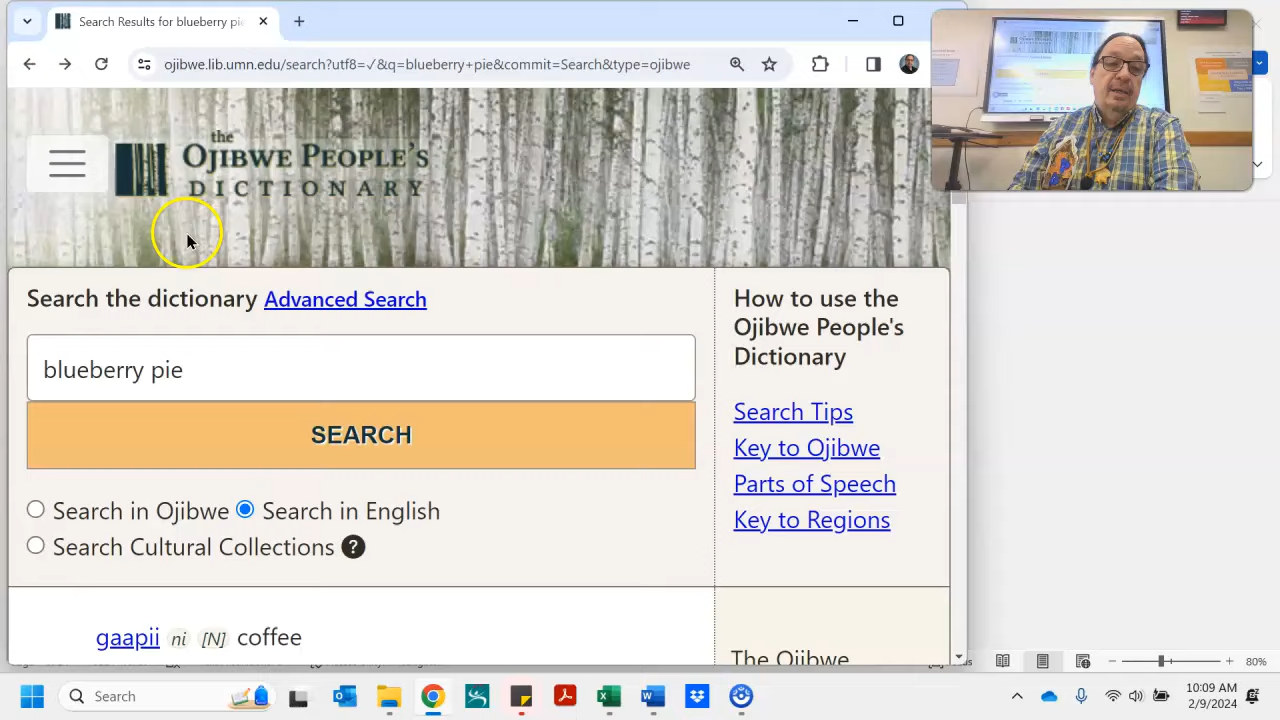 Search Results for blueberry pie
ojibwe.lib.umn.edu/search?utf8=✓&q=blueberry+pie&commit=Search&type=ojibwe
the
OJIBWE PEOPLE'S
DICTIONARY
Search the dictionary Advanced Search
blueberry pie
SEARCH
Search in Ojibwe Search in English
Search Cultural Collections ?
gaapii ni [N] coffee
How to use the
Ojibwe People's
Dictionary
Search Tips
Key to Ojibwe
Parts of Speech
Key to Regions
The Ojibwe
80%
Search
10:09 AM
2/9/2024